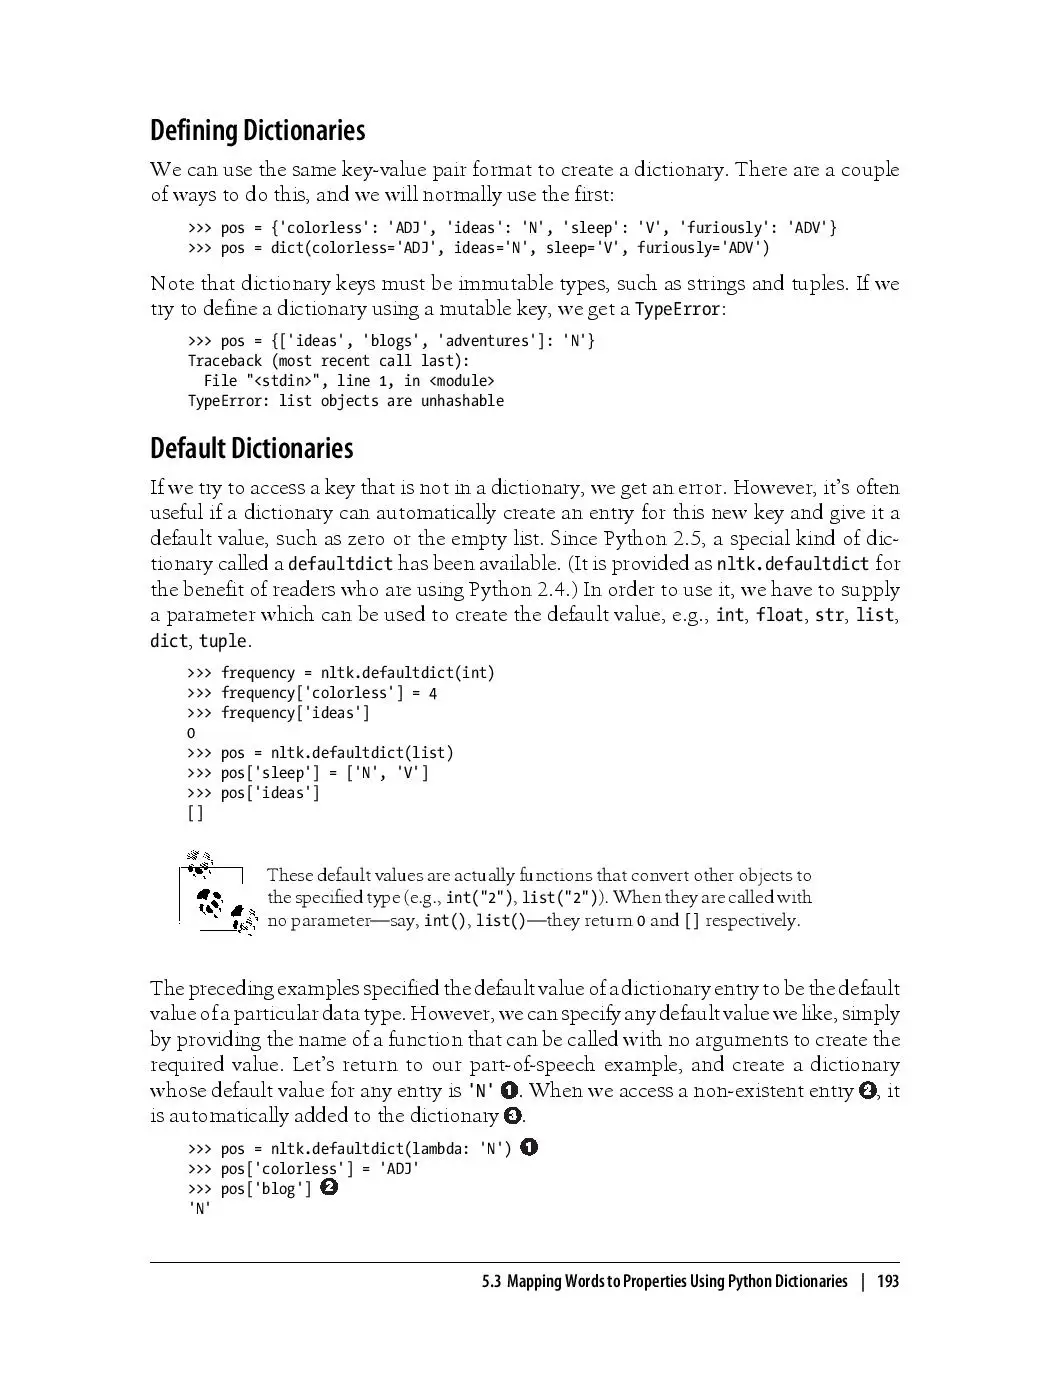 Defining Dictionaries
We can use the same key-value pair format to create a dictionary. There are a couple
of ways to do this, and we will normally use the first:
>>> pos = {'colorless': 'ADJ', 'ideas': 'N', 'sleep': 'V', 'furiously': 'ADV'}
>>> pos = dict(colorless='ADJ', ideas='N', sleep='V', furiously='ADV')
Note that dictionary keys must be immutable types, such as strings and tuples. If we
try to define a dictionary using a mutable key, we get a TypeError:
>>> pos = {['ideas', 'blogs', 'adventures']: 'N'}
Traceback (most recent call last):
  File "<stdin>", line 1, in <module>
TypeError: list objects are unhashable
Default Dictionaries
If we try to access a key that is not in a dictionary, we get an error. However, it's often
useful if a dictionary can automatically create an entry for this new key and give it a
default value, such as zero or the empty list. Since Python 2.5, a special kind of dic-
tionary called a defaultdict has been available. (It is provided as nltk.defaultdict for
the benefit of readers who are using Python 2.4.) In order to use it, we have to supply
a parameter which can be used to create the default value, e.g., int, float, str, list,
dict, tuple.
>>> frequency = nltk.defaultdict(int)
>>> frequency['colorless'] = 4
>>> frequency['ideas']
0
>>> pos = nltk.defaultdict(list)
>>> pos['sleep'] = ['N', 'V']
>>> pos['ideas']
[]
These default values are actually functions that convert other objects to
the specified type (e.g., int("2"), list("2")). When they are called with
no parameter—say, int(), list()—they return 0 and [] respectively.
The preceding examples specified the default value of a dictionary entry to be the default
value of a particular data type. However, we can specify any default value we like, simply
by providing the name of a function that can be called with no arguments to create the
required value. Let's return to our part-of-speech example, and create a dictionary
whose default value for any entry is 'N' ❶. When we access a non-existent entry ❷, it
is automatically added to the dictionary ❸.
>>> pos = nltk.defaultdict(lambda: 'N') ❶
>>> pos['colorless'] = 'ADJ'
>>> pos['blog'] ❷
'N'
5.3 Mapping Words to Properties Using Python Dictionaries | 193